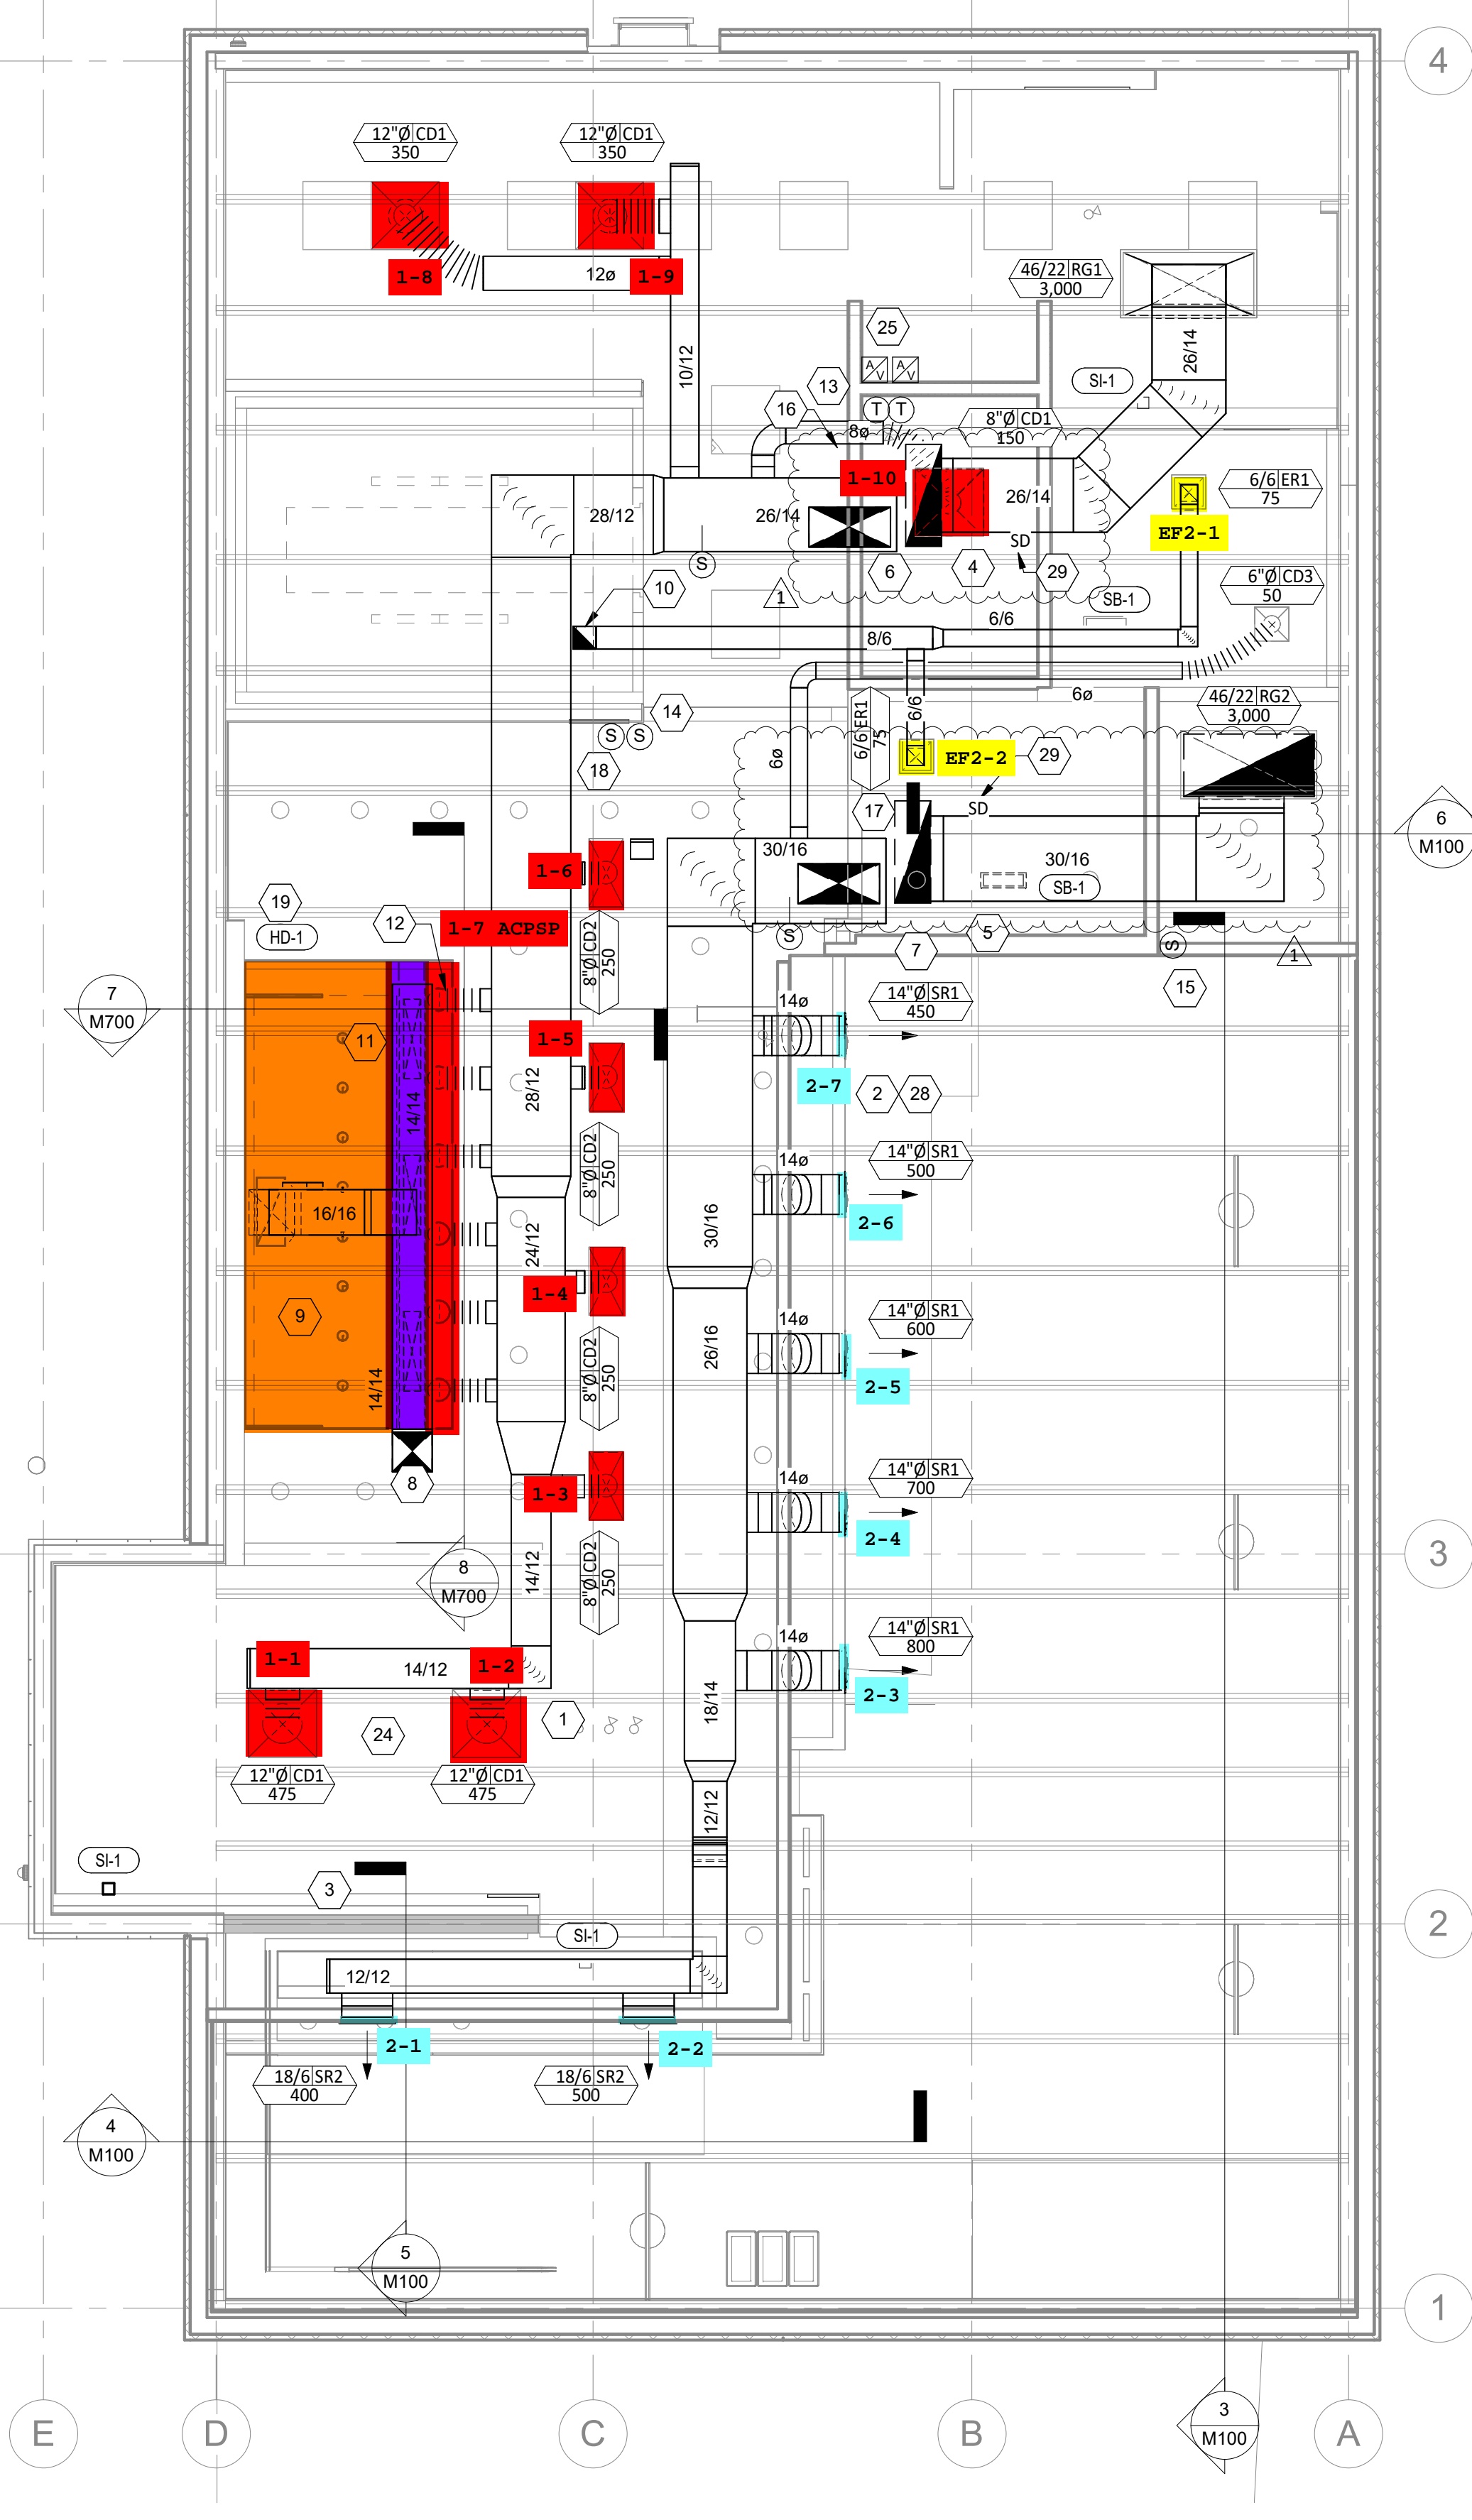 4
12"Ø CD1
350
12"Ø CD1
350
1-8
12ø
1-9
46/22 RG1
3,000
25
26/14
10/12
A
V
A
V
SI-1
13
16
T
T
8ø
8"Ø CD1
150
1-10
6/6 ER1
75
28/12
26/14
26/14
EF2-1
SD
S
6
4
29
6"Ø CD3
50
10
1
SB-1
6/6
8/6
6ø
46/22 RG2
3,000
14
6/6
6/6 ER1
75
S
S
6ø
EF2-2
29
18
17
SD
6
M100
30/16
30/16
1-6
SB-1
19
12
HD-1
1-7 ACPSP
S
5
7
S
1
8"Ø CD2
250
15
7
M700
14ø
14"Ø SR1
450
11
1-5
2-7
2
28
28/12
14/14
8"Ø CD2
250
14ø
14"Ø SR1
500
16/16
2-6
30/16
24/12
1-4
9
14ø
14"Ø SR1
600
26/16
14/14
8"Ø CD2
250
2-5
8
1-3
14ø
14"Ø SR1
700
2-4
3
8
M700
14/12
8"Ø CD2
250
14ø
14"Ø SR1
800
1-1
14/12
1-2
2-3
18/14
24
1
12"Ø CD1
475
12"Ø CD1
475
12/12
SI-1
3
2
SI-1
12/12
2-1
2-2
18/6 SR2
400
18/6 SR2
500
4
M100
5
M100
1
3
M100
E
D
C
B
A